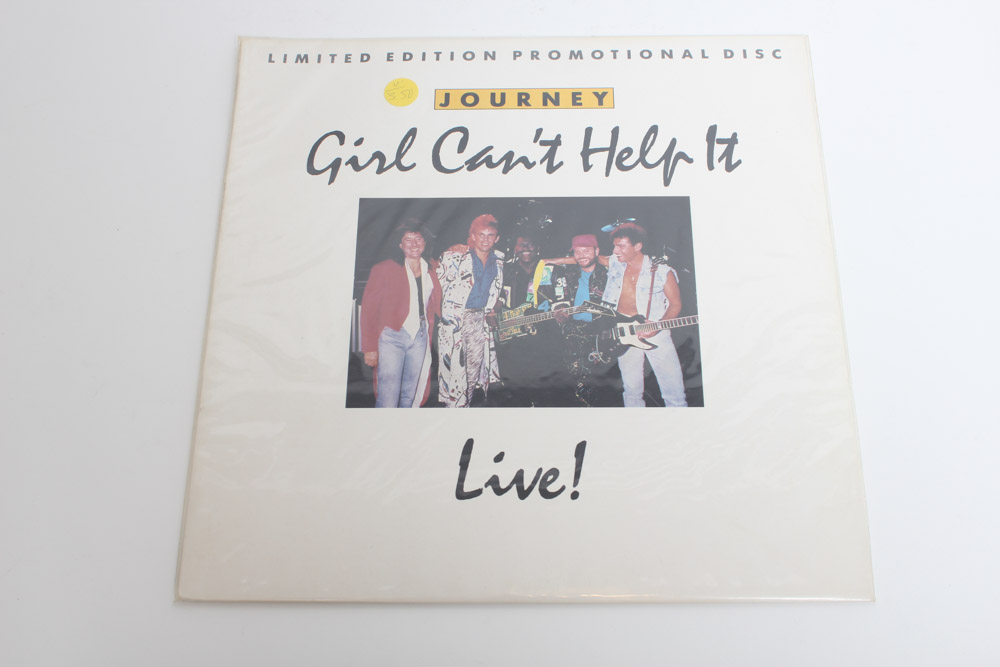 LIMITED EDITION PROMOTIONAL DISC
JOURNEY
Girl Can't Help It
Live!